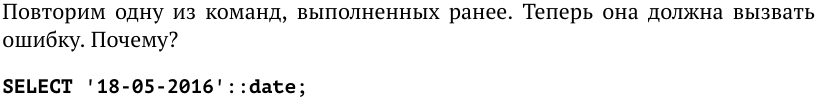 Повторим одну из команд, выполненных ранее. Теперь она должна вызвать
ошибку. Почему?
SELECT '18-05-2016'::date;